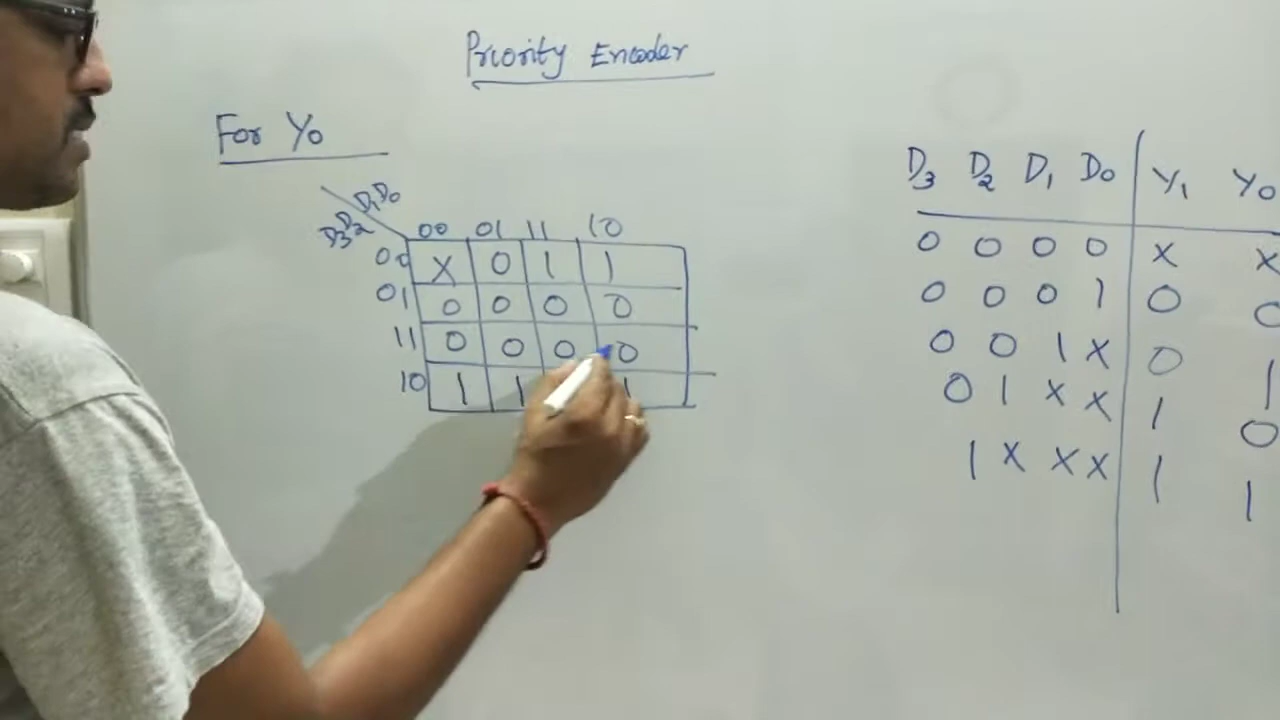 Priority Encoder
For Y0
D3D2 D1D0
00 01 11 10
00 X 0 1 1
01 0 0 0 0
11 0 0 0 0
10 1 1 1
D3 D2 D1 D0 Y1 Y0
0 0 0 0 X X
0 0 0 1 0 0
0 0 1 X 0 1
0 1 X X 1 0
1 X X X 1 1